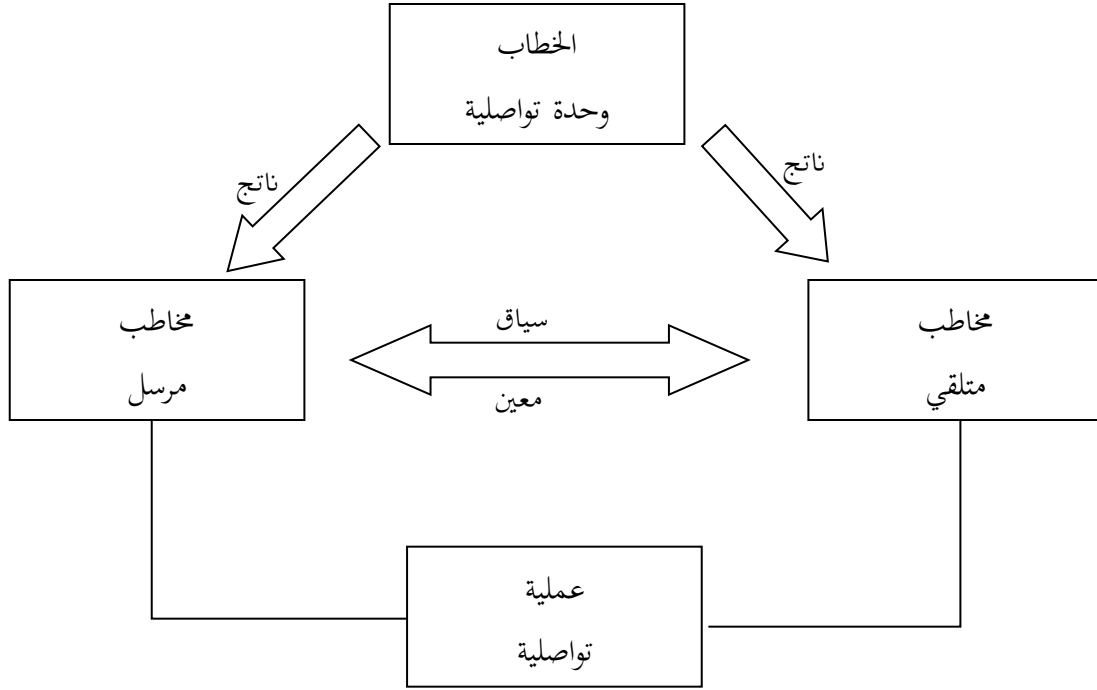 الخطاب
وحدة تواصلية
ناتج
ناتج
سياق
معين
مخاطب
متلقي
مخاطب
مرسل
عملية
تواصلية